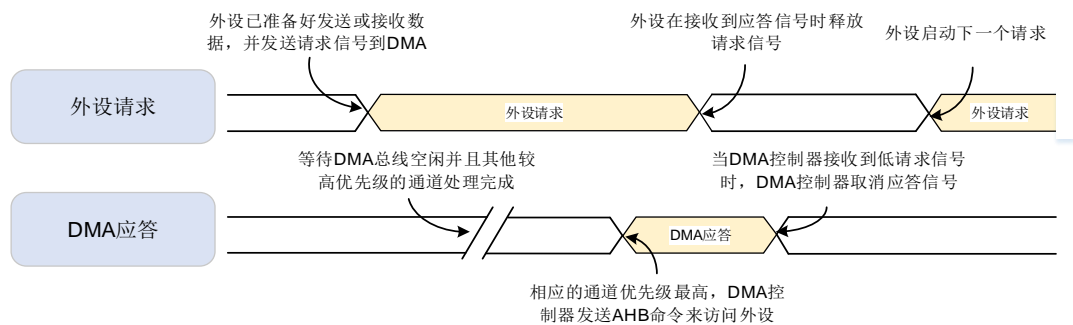 外设已准备好发送或接收数
据，并发送请求信号到DMA
外设在接收到应答信号时释放
请求信号
外设启动下一个请求
外设请求
外设请求
外设请求
等待DMA总线空闲并且其他较
高优先级的通道处理完成
当DMA控制器接收到低请求信号
时，DMA控制器取消应答信号
DMA应答
DMA应答
相应的通道优先级最高，DMA控
制器发送AHB命令来访问外设